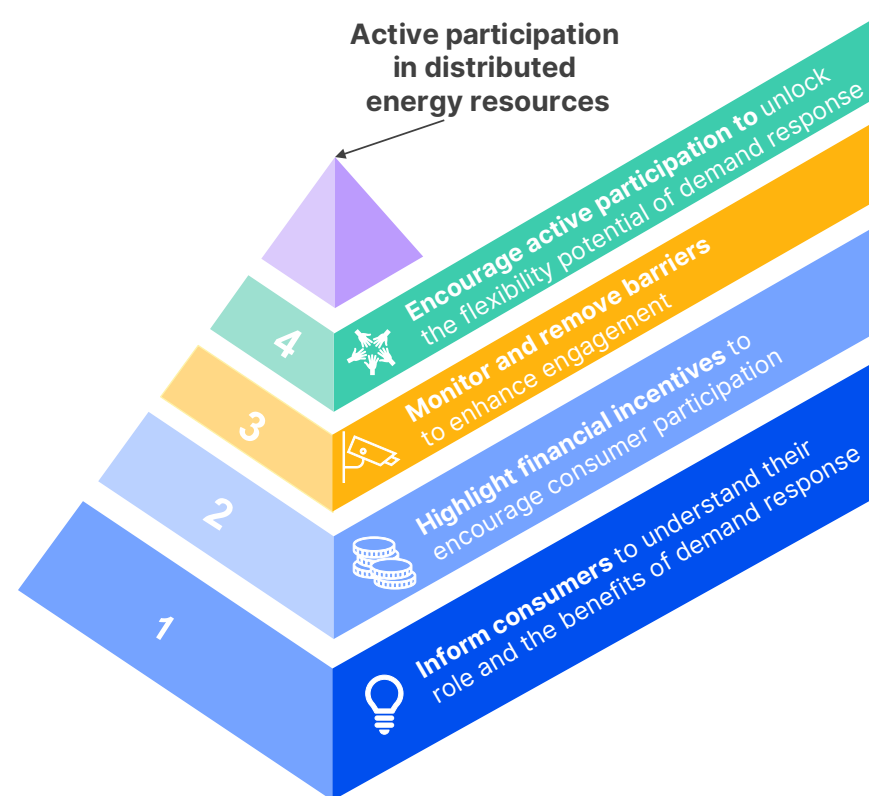 Active participation
in distributed
energy resources
4
Encourage active participation to unlock
the flexibility potential of demand response
3
Monitor and remove barriers
to enhance engagement
2
Highlight financial incentives to
encourage consumer participation
1
Inform consumers to understand their
role and the benefits of demand response